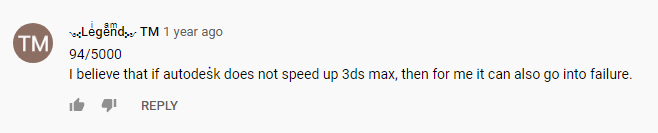 TM
Legend TM 1 year ago
94/5000
I believe that if autodeṡk does not speed up 3ds max, then for me it can also go into failure.
REPLY